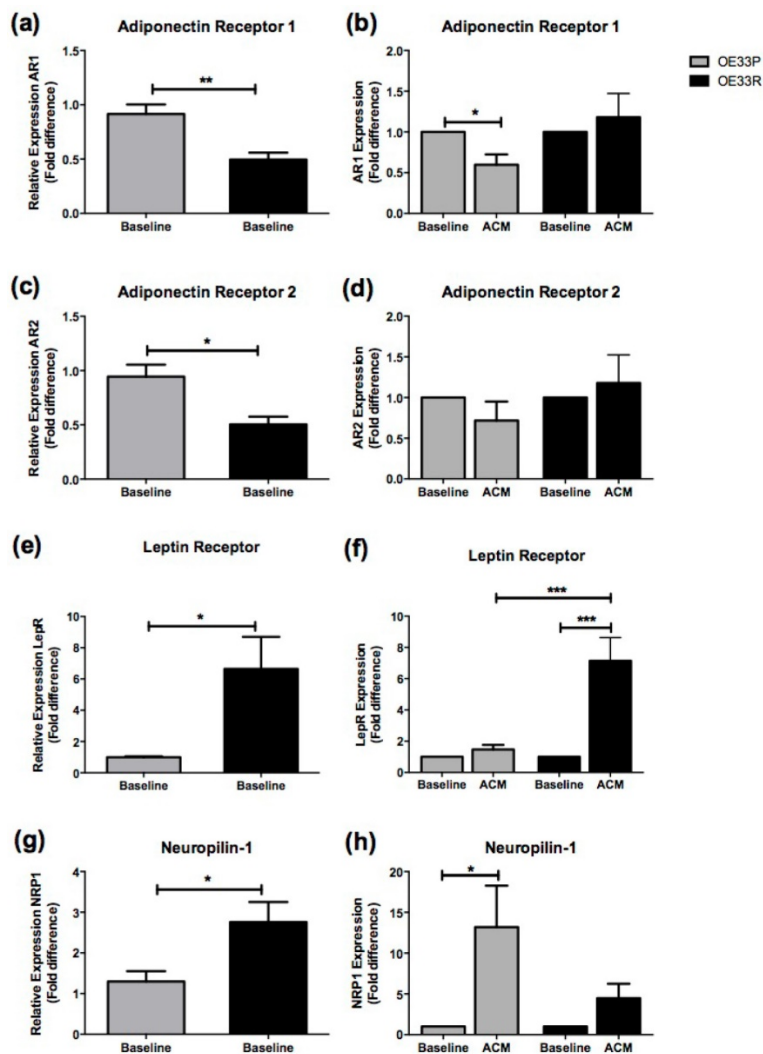 (a)
Adiponectin Receptor 1
Relative Expression AR1
(Fold difference)
1.5
1.0
0.5
0.0
**
Baseline
Baseline
(b)
Adiponectin Receptor 1
AR1 Expression
(Fold difference)
2.0
1.5
1.0
0.5
0.0
*
Baseline
ACM
Baseline
ACM
OE33P
OE33R
(c)
Adiponectin Receptor 2
Relative Expression AR2
(Fold difference)
1.5
1.0
0.5
0.0
*
Baseline
Baseline
(d)
Adiponectin Receptor 2
AR2 Expression
(Fold difference)
2.0
1.5
1.0
0.5
0.0
Baseline
ACM
Baseline
ACM
(e)
Leptin Receptor
Relative Expression LepR
(Fold difference)
10
8
6
4
2
0
*
Baseline
Baseline
(f)
Leptin Receptor
LepR Expression
(Fold difference)
10
8
6
4
2
0
***
***
Baseline
ACM
Baseline
ACM
(g)
Neuropilin-1
Relative Expression NRP1
(Fold difference)
4
3
2
1
0
*
Baseline
Baseline
(h)
Neuropilin-1
NRP1 Expression
(Fold difference)
20
15
10
5
0
*
Baseline
ACM
Baseline
ACM